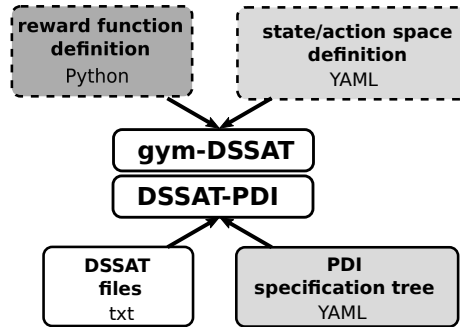 reward function
definition
Python
state/action space
definition
YAML
gym-DSSAT
DSSAT-PDI
DSSAT
files
txt
PDI
specification tree
YAML